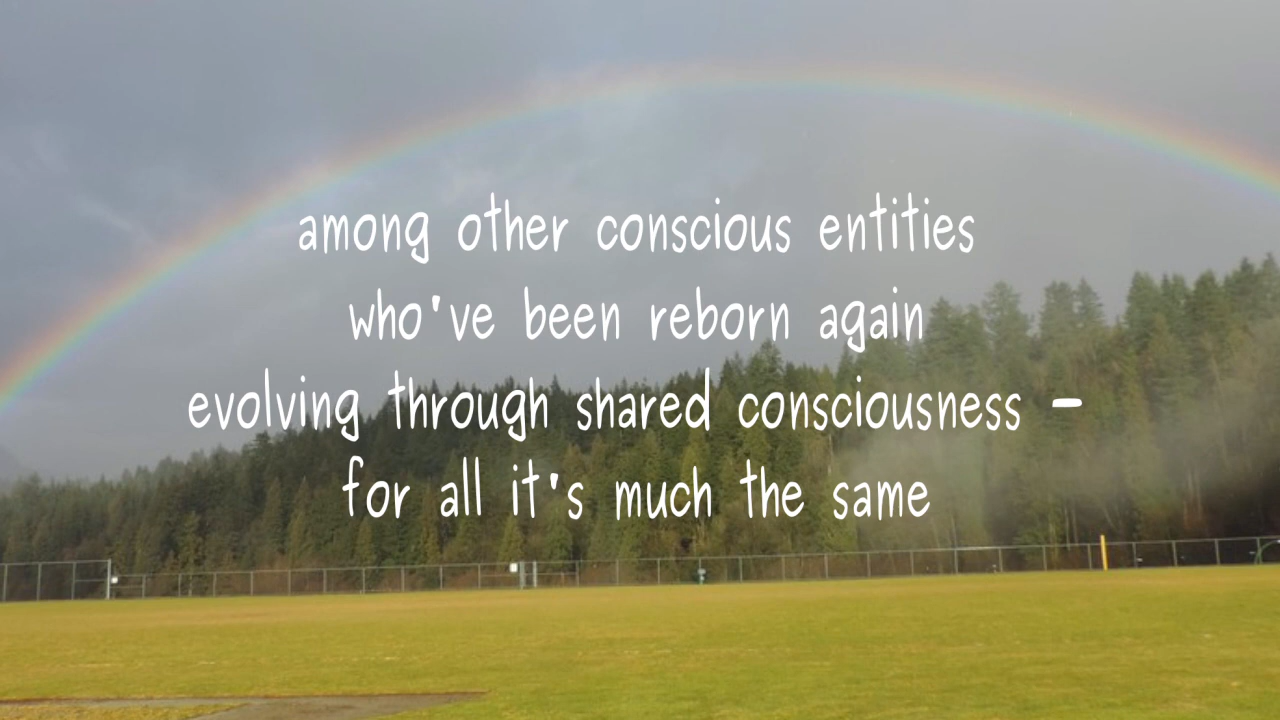 among other conscious entities
who've been reborn again
evolving through shared consciousness -
for all it's much the same